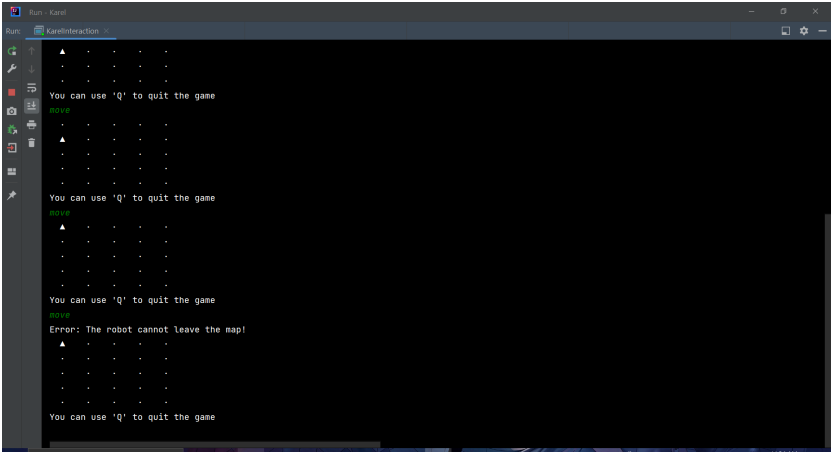 Run - Karel
Run:
KarelInteraction
▲ · · · ·
· · · · ·
· · · · ·
You can use 'Q' to quit the game
move
· · · · ·
▲ · · · ·
· · · · ·
· · · · ·
· · · · ·
You can use 'Q' to quit the game
move
▲ · · · ·
· · · · ·
· · · · ·
· · · · ·
· · · · ·
You can use 'Q' to quit the game
move
Error: The robot cannot leave the map!
▲ · · · ·
· · · · ·
· · · · ·
· · · · ·
· · · · ·
You can use 'Q' to quit the game